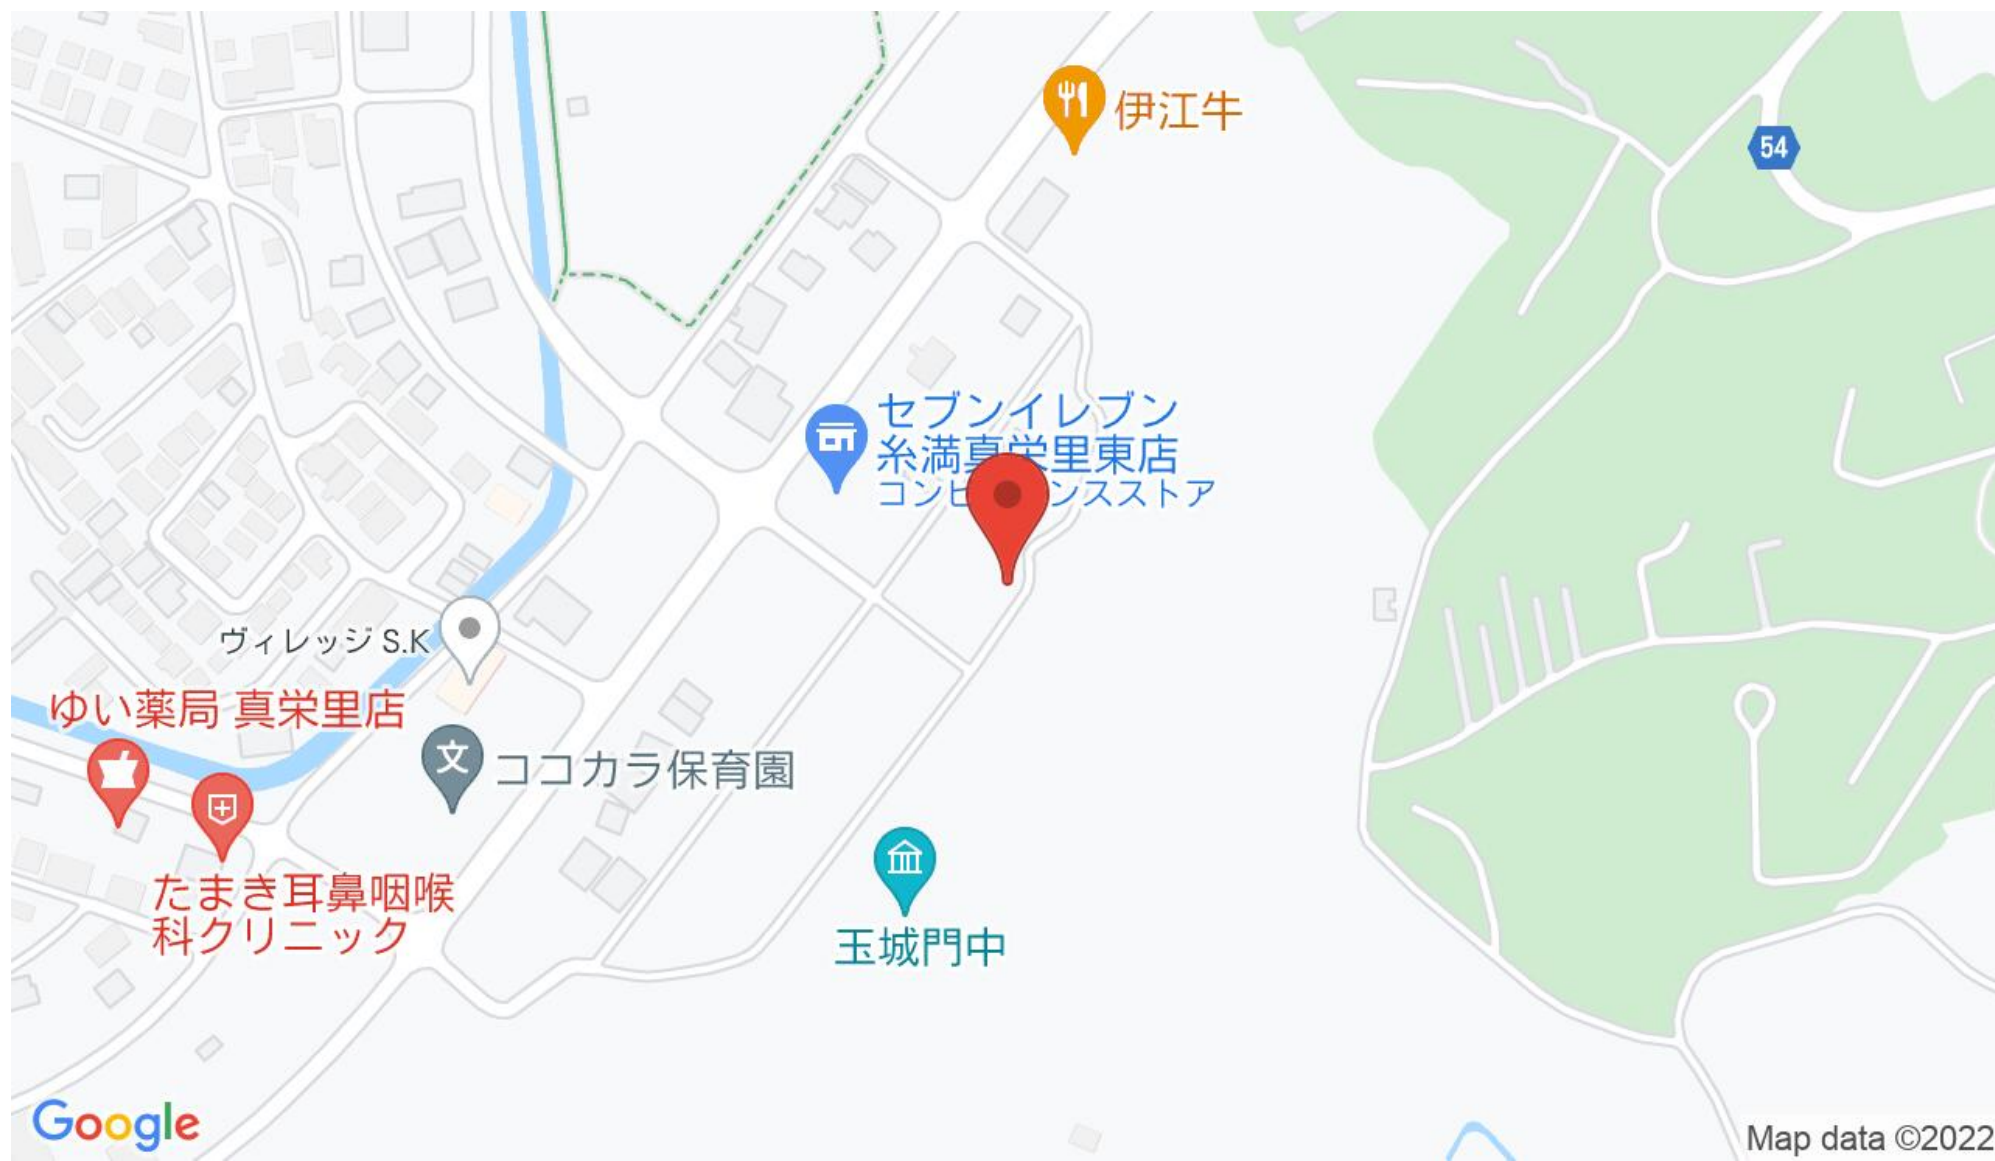 伊江牛
54
セブンイレブン
糸満真栄里東店
コンビ ンスストア
ヴィレッジ S.K
ゆい薬局 真栄里店
ココカラ保育園
たまき耳鼻咽喉
科クリニック
玉城門中
Google
Map data ©2022